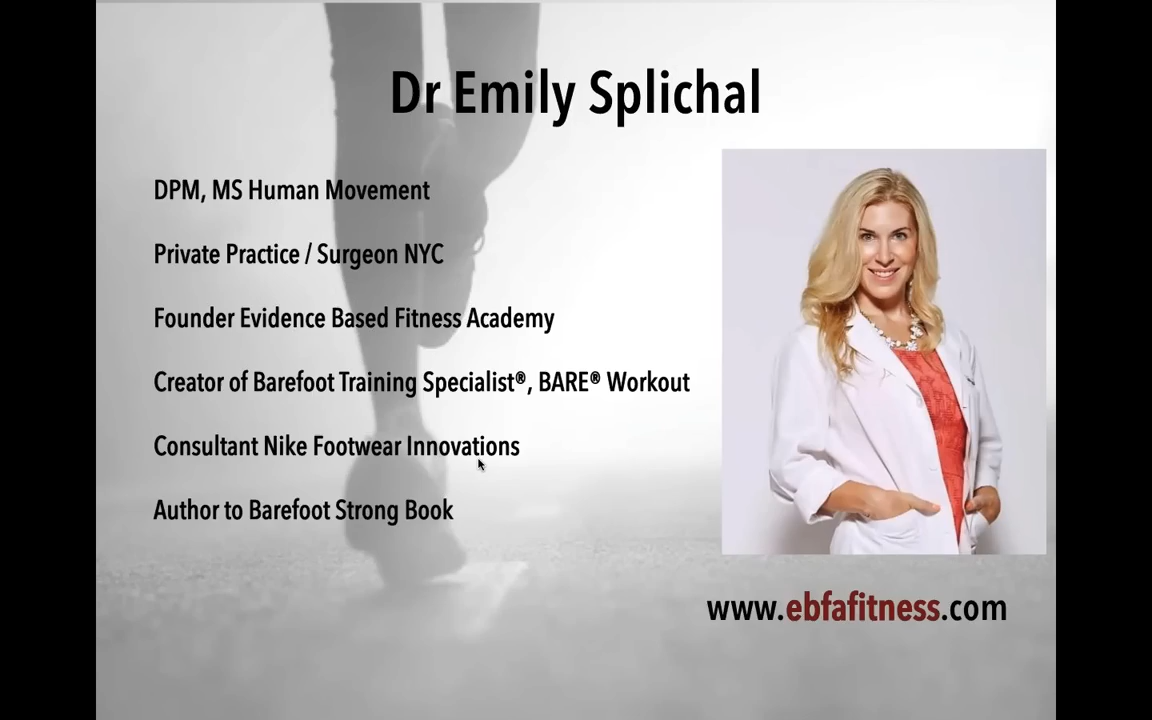 Dr Emily Splichal
DPM, MS Human Movement
Private Practice / Surgeon NYC
Founder Evidence Based Fitness Academy
Creator of Barefoot Training Specialist®, BARE® Workout
Consultant Nike Footwear Innovations
Author to Barefoot Strong Book
www.ebfafitness.com